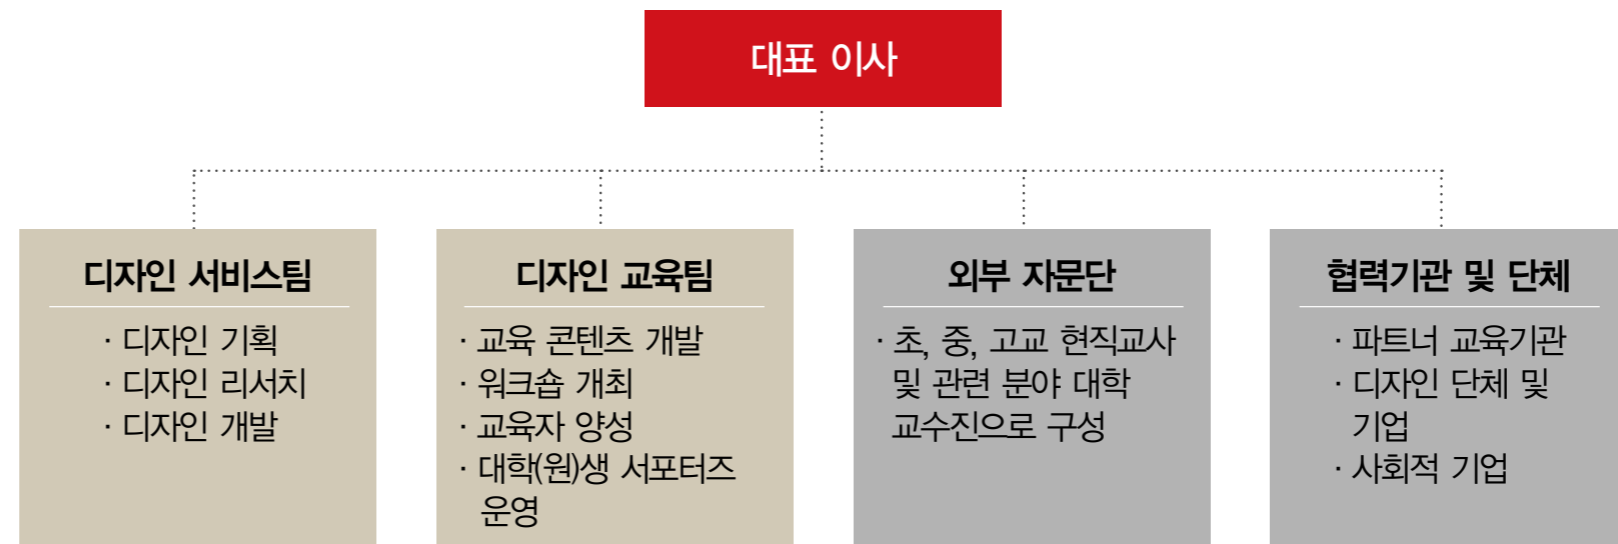 대표 이사
디자인 서비스팀
· 디자인 기획
· 디자인 리서치
· 디자인 개발
디자인 교육팀
· 교육 콘텐츠 개발
· 워크숍 개최
· 교육자 양성
· 대학(원)생 서포터즈
운영
외부 자문단
· 초, 중, 고교 현직교사
및 관련 분야 대학
교수진으로 구성
협력기관 및 단체
· 파트너 교육기관
· 디자인 단체 및
기업
· 사회적 기업